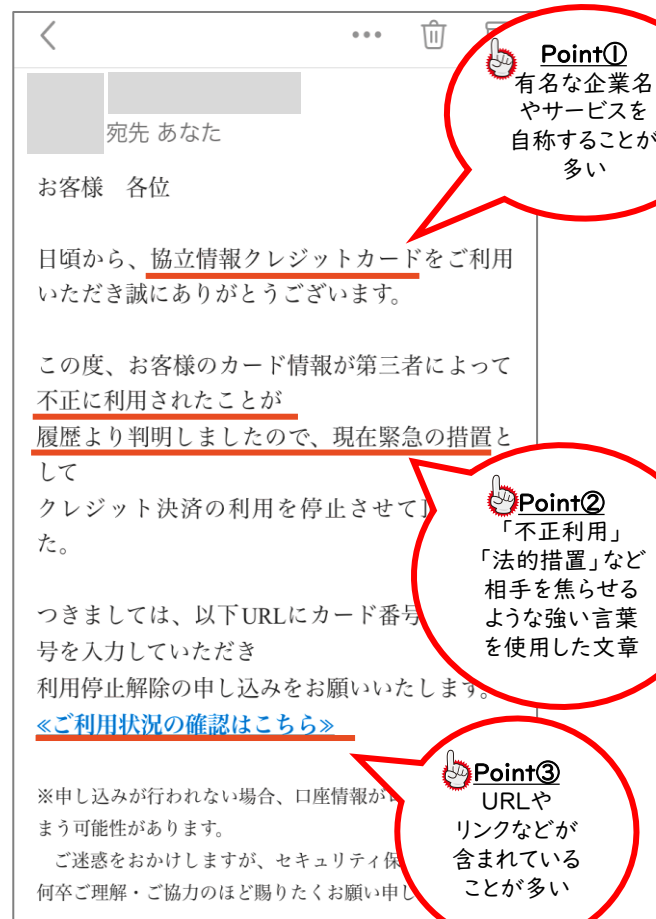 Point①
有名な企業名
やサービスを
自称することが
多い
宛先 あなた
お客様　各位
日頃から、協立情報クレジットカードをご利用
いただき誠にありがとうございます。
この度、お客様のカード情報が第三者によって
不正に利用されたことが
履歴より判明しましたので、現在緊急の措置と
して
クレジット決済の利用を停止させて
た。
Point②
「不正利用」
「法的措置」など
相手を焦らせる
ような強い言葉
を使用した文章
つきましては、以下URLにカード番号
号を入力していただき
利用停止解除の申し込みをお願いいたします。
≪ご利用状況の確認はこちら≫
Point③
URLや
リンクなどが
含まれている
ことが多い
※申し込みが行われない場合、口座情報が
まう可能性があります。
ご迷惑をおかけしますが、セキュリティ保
何卒ご理解・ご協力のほど賜りたくお願い申し